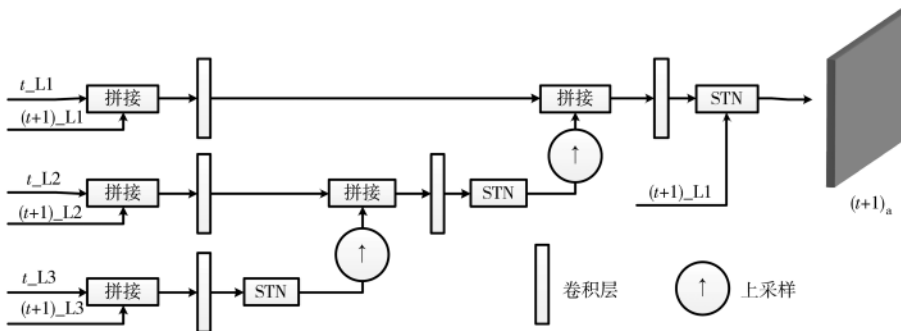 t_L1
拼接
(t+1)_L1
拼接
STN
↑
t_L2
拼接
(t+1)_L2
拼接
STN
(t+1)_L1
(t+1)a
↑
t_L3
拼接
(t+1)_L3
STN
卷积层
↑
上采样